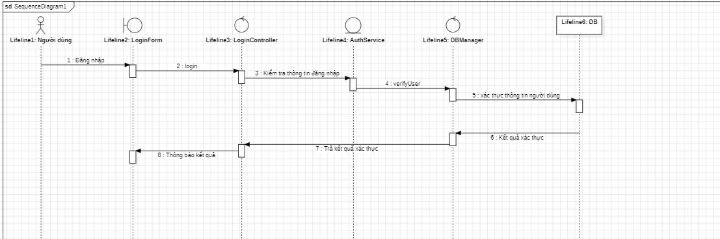 sd SequenceDiagram1
Lifeline1: Người dùng
Lifeline2: LoginForm
Lifeline3: LoginController
Lifeline4: AuthService
Lifeline5: DBManager
Lifeline6: DB
1 : Đăng nhập
2 : login
3 : Kiểm tra thông tin đăng nhập
4 : verifyUser
5 : xác thực thông tin người dùng
6 : Kết quả xác thực
7 : Trả kết quả xác thực
8 : Thông báo kết quả